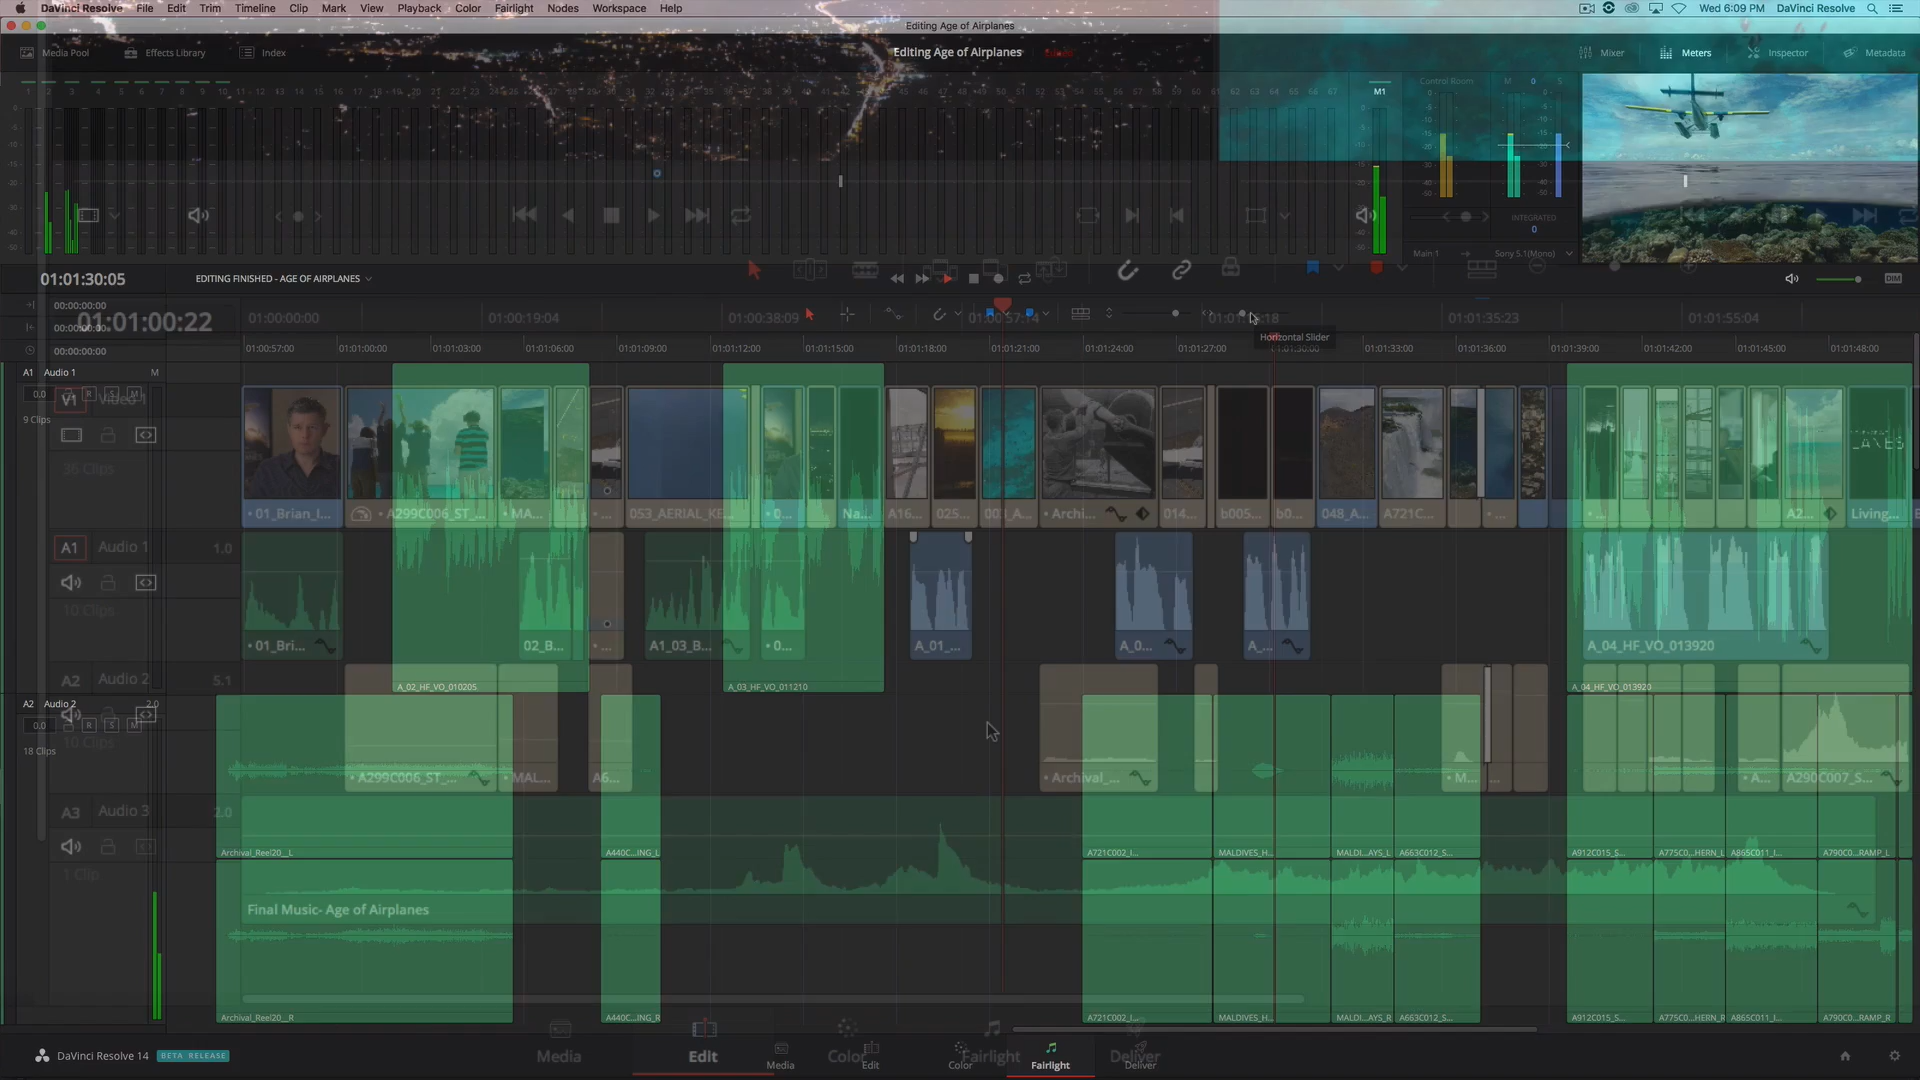 DaVinci Resolve File Edit Trim Timeline Clip Mark View Playback Color Fairlight Nodes Workspace Help Wed 6:09 PM DaVinci Resolve
Editing Age of Airplanes
Media Pool Effects Library Index Editing Age of Airplanes Mixer Meters Inspector Metadata
M1 Control Room M 0 S
INTEGRATED
0
Main 1 Sony 5.1(Mono)
01:01:30:05 EDITING FINISHED - AGE OF AIRPLANES DIM
00:00:00:00
00:00:00:00
00:00:00:00
01:01:00:22 01:00:00:00 01:00:19:04 01:00:38:09 01:00:57:14 01:01:35:23 01:01:55:04
Horizontal Slider
01:00:57:00 01:01:00:00 01:01:03:00 01:01:06:00 01:01:09:00 01:01:12:00 01:01:15:00 01:01:18:00 01:01:21:00 01:01:24:00 01:01:27:00 01:01:30:00 01:01:33:00 01:01:36:00 01:01:39:00 01:01:42:00 01:01:45:00 01:01:48:00
A1 Audio 1 M
0.0 R S M
V1 Video 1
9 Clips
36 Clips
• 01_Brian_I... • A299C006_ST_... • MA... 053_AERIAL_KE... • 0... Na... A16... 025... 003_A... • Archi... 014... b005... b0... 048_A... A721C... A2... Living...
A1 Audio 1 1.0
10 Clips
• 01_Bri... 02_B... A1_03_B... • 0... A_01_... A_0... A_... A_04_HF_VO_013920
A2 Audio 2 5.1
A_02_HF_VO_010205 A_03_HF_VO_011210 A_04_HF_VO_013920
A2 Audio 2 2.0
0.0 R S M
10 Clips
18 Clips
• A299C006_ST_... • MAL... A6... • Archival_... • M... • A... A290C007_S...
A3 Audio 3 2.0
Archival_Reel20__L A440C...ING_L A721C002_I... MALDIVES_H... MALDI...AYS_L A663C012_S... A912C015_S... A775C0...HERN_L A865C011_I... A790C0...RAMP_L
1 Clip
Final Music- Age of Airplanes
Archival_Reel20__R A440C...ING_R A721C002_I... MALDIVES_H... MALDI...AYS_R A663C012_S... A912C015_S... A775C0...HERN_R A865C011_I... A790C0...RAMP_R
DaVinci Resolve 14 BETA RELEASE
Media Edit Color Fairlight Deliver
Media Edit Color Fairlight Deliver